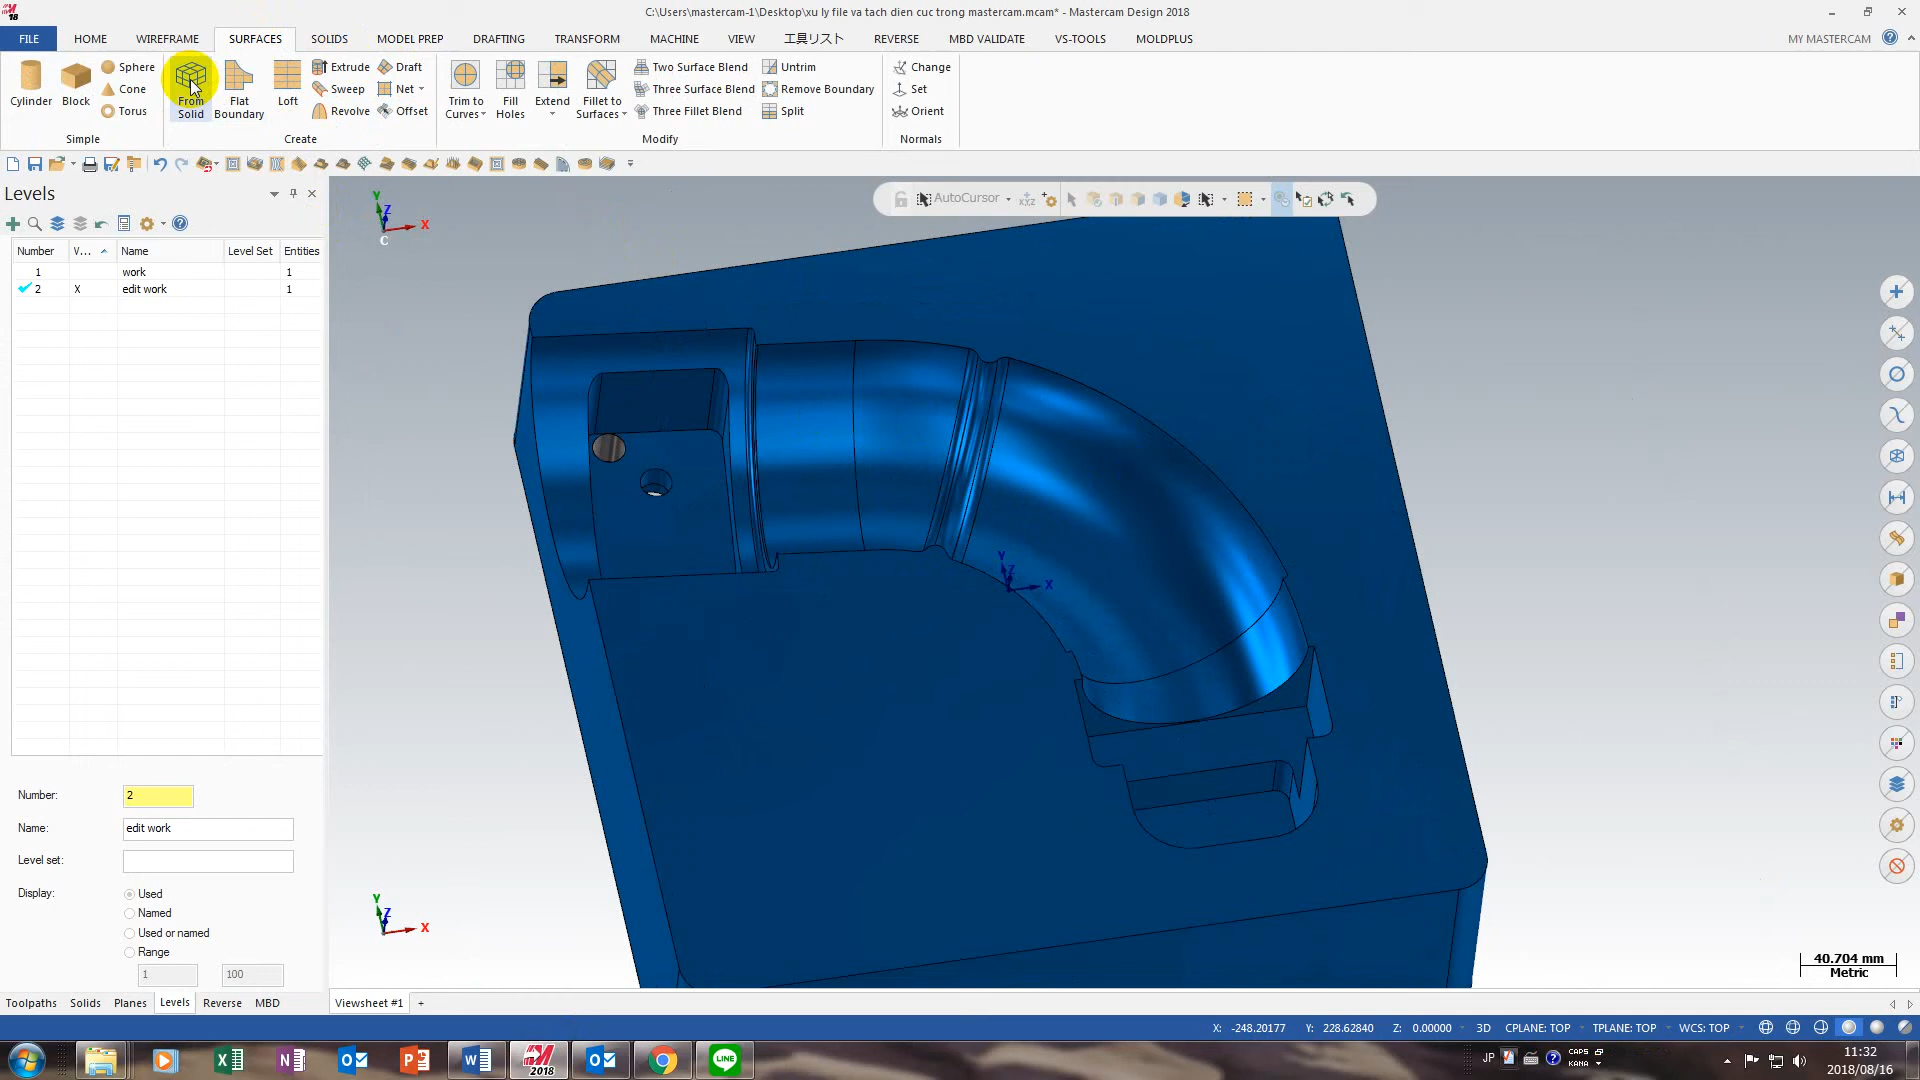 18
C:\Users\mastercam-1\Desktop\xu ly file va tach dien cuc trong mastercam.mcam* - Mastercam Design 2018
FILE HOME WIREFRAME SURFACES SOLIDS MODEL PREP DRAFTING TRANSFORM MACHINE VIEW 工具リスト REVERSE MBD VALIDATE VS-TOOLS MOLDPLUS MY MASTERCAM
Cylinder Block Sphere Cone Torus
Simple
From Solid Flat Boundary Loft Extrude Sweep Revolve Draft Net Offset
Create
Trim to Curves Fill Holes Extend Fillet to Surfaces Two Surface Blend Three Surface Blend Three Fillet Blend Untrim Remove Boundary Split
Modify
Change Set Orient
Normals
Levels
AutoCursor
XYZ
Number V... Name Level Set Entities
1 work 1
2 X edit work 1
Y
Z
X
C
Y
Z
X
Number: 2
Name: edit work
Level set:
Display: Used
Named
Used or named
Range
1 100
Y
Z
X
40.704 mm
Metric
Toolpaths Solids Planes Levels Reverse MBD
Viewsheet #1 +
X: -248.20177 Y: 228.62840 Z: 0.00000 3D CPLANE: TOP TPLANE: TOP WCS: TOP
2018
LINE
JP CAPS KANA
11:32
2018/08/16